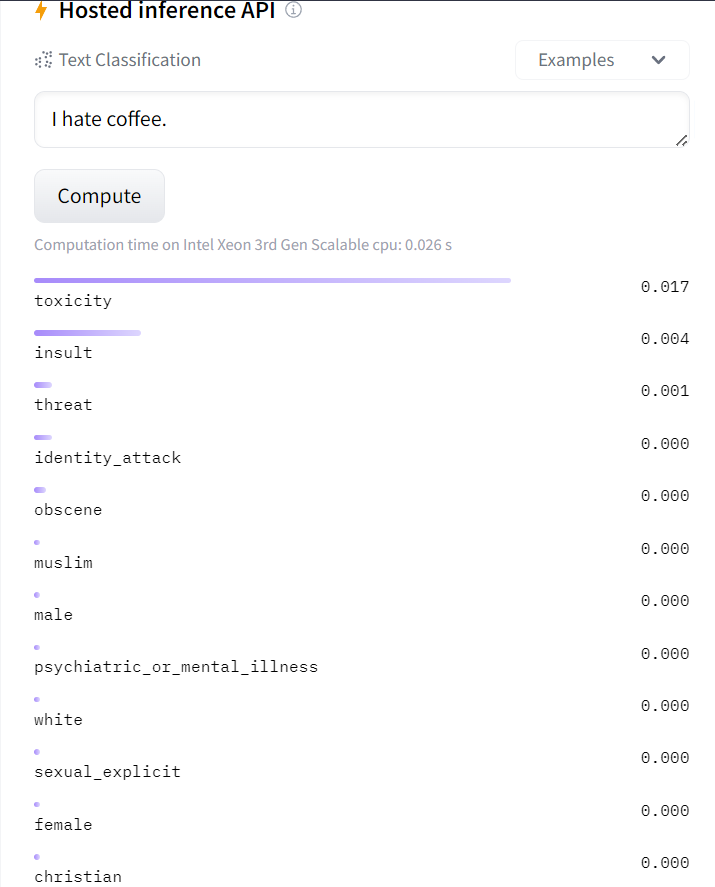 Hosted inference API
Text Classification
Examples
I hate coffee.
Compute
Computation time on Intel Xeon 3rd Gen Scalable cpu: 0.026 s
0.017
toxicity
0.004
insult
0.001
threat
0.000
identity_attack
0.000
obscene
0.000
muslim
0.000
male
0.000
psychiatric_or_mental_illness
0.000
white
0.000
sexual_explicit
0.000
female
0.000
christian